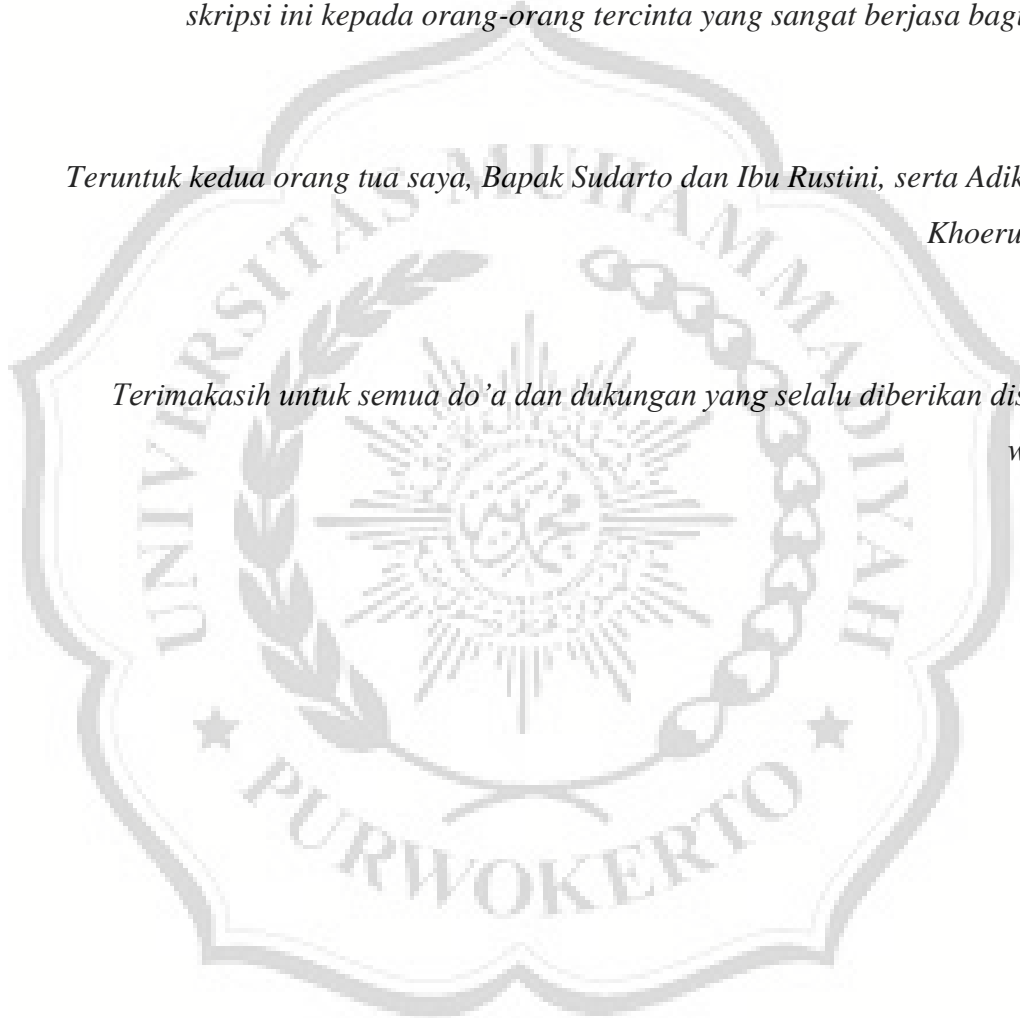 skripsi ini kepada orang-orang tercinta yang sangat berjasa bagi
Teruntuk kedua orang tua saya, Bapak Sudarto dan Ibu Rustini, serta Adik
Khoeru
Terimakasih untuk semua do’a dan dukungan yang selalu diberikan dis
w
UNIVERSITAS MUHAMMADIYAH
PURWOKERTO